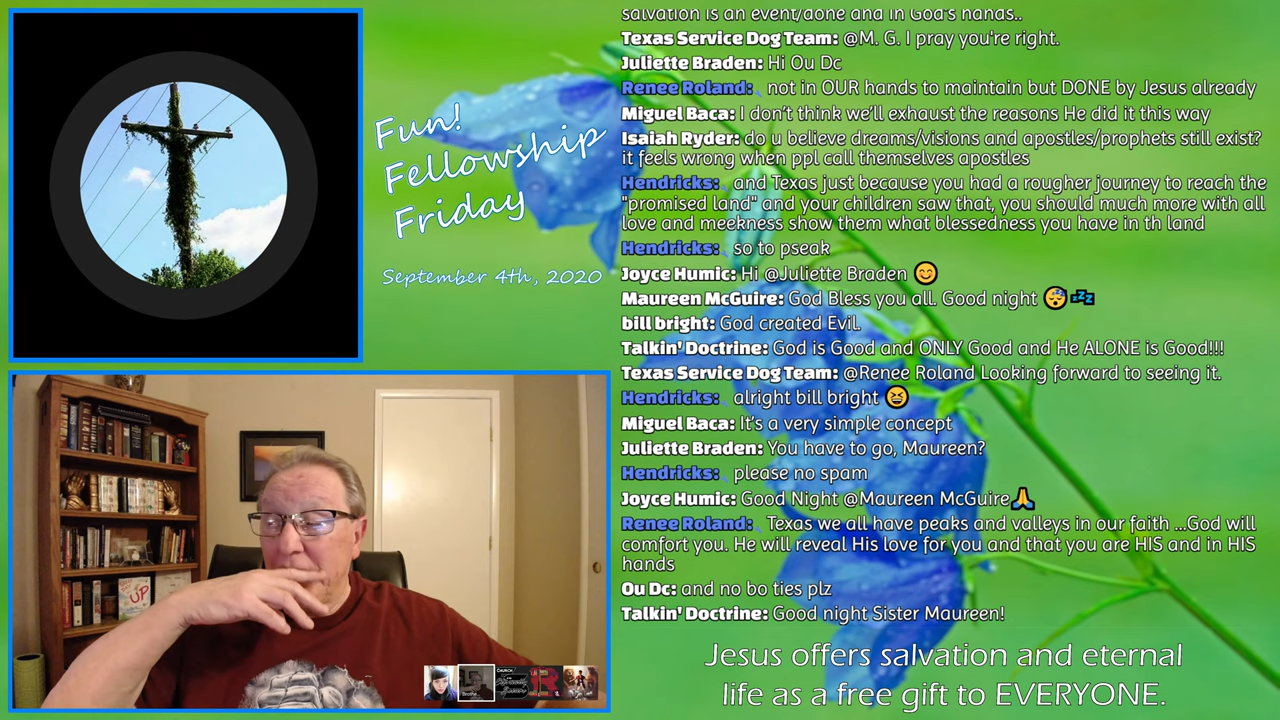 Fun!
Fellowship
Friday
September 4th, 2020
salvation is an event/done and in God's hands..
Texas Service Dog Team: @M. G. I pray you're right.
Juliette Braden: Hi Ou Dc
Renee Roland: not in OUR hands to maintain but DONE by Jesus already
Miguel Baca: I don't think we'll exhaust the reasons He did it this way
Isaiah Ryder: do u believe dreams/visions and apostles/prophets still exist?
it feels wrong when ppl call themselves apostles
Hendricks: and Texas just because you had a rougher journey to reach the
"promised land" and your children saw that, you should much more with all
love and meekness show them what blessedness you have in th land
Hendricks: so to pseak
Joyce Humic: Hi @Juliette Braden 😊
Maureen McGuire: God Bless you all. Good night 😴💤
bill bright: God created Evil.
Talkin' Doctrine: God is Good and ONLY Good and He ALONE is Good!!!
Texas Service Dog Team: @Renee Roland Looking forward to seeing it.
Hendricks: alright bill bright 😆
Miguel Baca: It's a very simple concept
Juliette Braden: You have to go, Maureen?
Hendricks: please no spam
Joyce Humic: Good Night @Maureen McGuire🙏
Renee Roland: Texas we all have peaks and valleys in our faith ...God will
comfort you. He will reveal His love for you and that you are HIS and in HIS
hands
Ou Dc: and no bo ties plz
Talkin' Doctrine: Good night Sister Maureen!
Jesus offers salvation and eternal
life as a free gift to EVERYONE.
UP